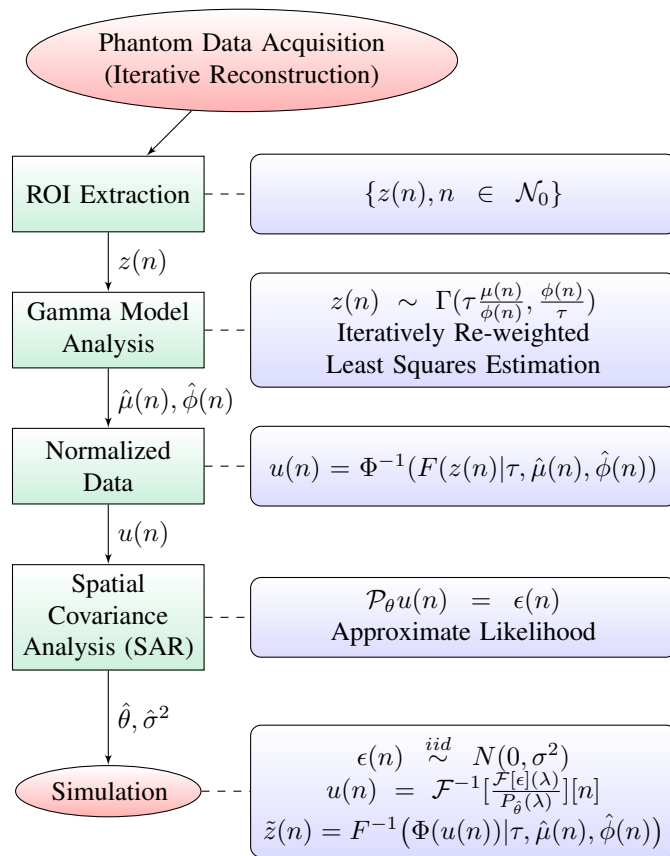 Phantom Data Acquisition
(Iterative Reconstruction)
ROI Extraction
{z(n), n ∈ 𝒩₀}
z(n)
Gamma Model
Analysis
z(n) ∼ Γ(τ μ(n)/φ(n), φ(n)/τ)
Iteratively Re-weighted
Least Squares Estimation
μ̂(n), φ̂(n)
Normalized
Data
u(n) = Φ⁻¹(F(z(n)|τ, μ̂(n), φ̂(n))
u(n)
Spatial
Covariance
Analysis (SAR)
𝒫_θ u(n) = ϵ(n)
Approximate Likelihood
θ̂, σ̂²
Simulation
ϵ(n) ∼^{iid} N(0, σ²)
u(n) = ℱ⁻¹[ℱ[ϵ](λ)/P_θ̂(λ)][n]
z̃(n) = F⁻¹(Φ(u(n))|τ, μ̂(n), φ̂(n))